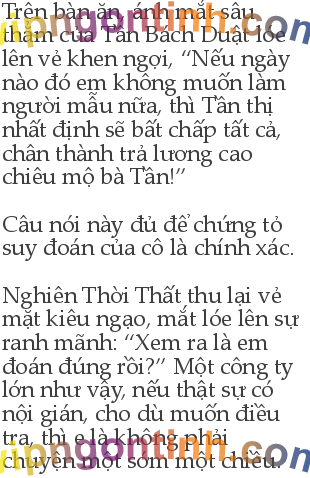 Trên bàn ăn, ánh mắt sâu
thẳm của Tần Bách Duật lóe
lên vẻ khen ngợi, “Nếu ngày
nào đó em không muốn làm
người mẫu nữa, thì Tần thị
nhất định sẽ bất chấp tất cả,
chân thành trả lương cao
chiêu mộ bà Tần!”
Câu nói này đủ để chứng tỏ
suy đoán của cô là chính xác.
Nghiên Thời Thất thu lại vẻ
mặt kiêu ngạo, mắt lóe lên sự
ranh mãnh: “Xem ra là em
đoán đúng rồi?” Một công ty
lớn như vậy, nếu thật sự có
nội gián, cho dù muốn điều
tra, thì e là không phải
chuyện một sớm một chiều.
vipngontinh.com
vipngontinh.com